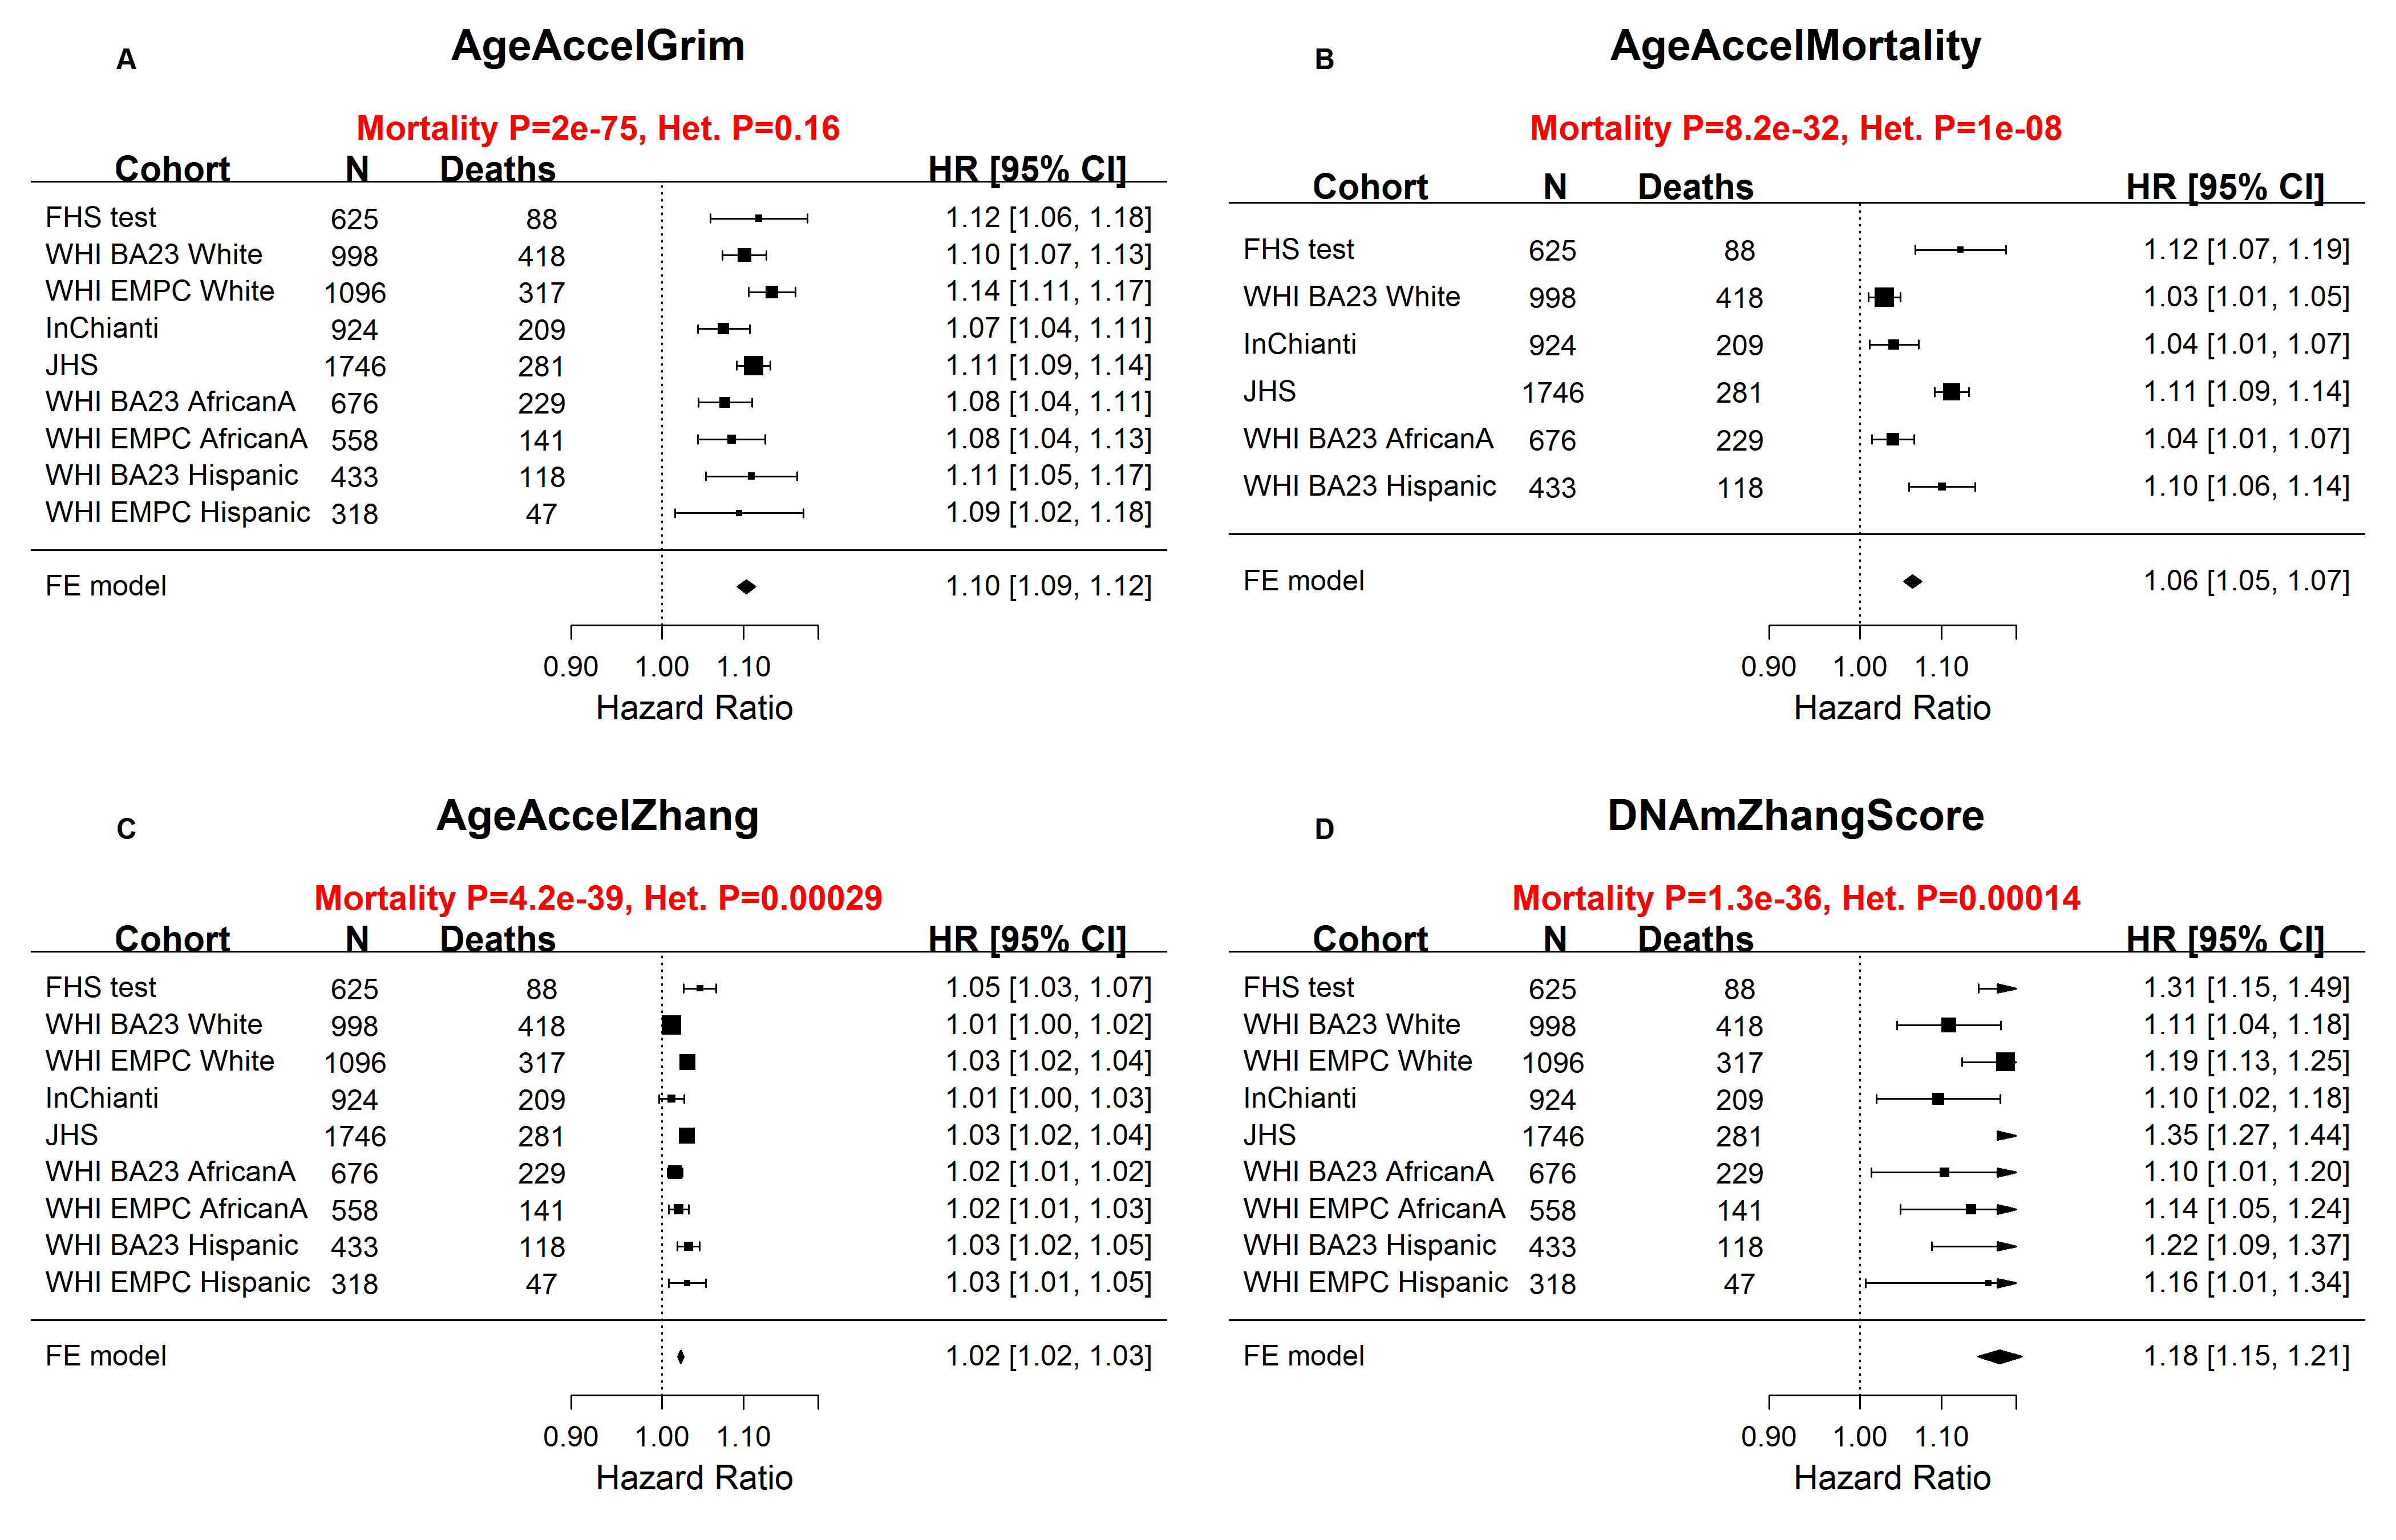 A
AgeAccelGrim
Mortality P=2e-75, Het. P=0.16
Cohort N Deaths HR [95% CI]
FHS test 625 88 1.12 [1.06, 1.18]
WHI BA23 White 998 418 1.10 [1.07, 1.13]
WHI EMPC White 1096 317 1.14 [1.11, 1.17]
InChianti 924 209 1.07 [1.04, 1.11]
JHS 1746 281 1.11 [1.09, 1.14]
WHI BA23 AfricanA 676 229 1.08 [1.04, 1.11]
WHI EMPC AfricanA 558 141 1.08 [1.04, 1.13]
WHI BA23 Hispanic 433 118 1.11 [1.05, 1.17]
WHI EMPC Hispanic 318 47 1.09 [1.02, 1.18]
FE model 1.10 [1.09, 1.12]
0.90 1.00 1.10
Hazard Ratio
B
AgeAccelMortality
Mortality P=8.2e-32, Het. P=1e-08
Cohort N Deaths HR [95% CI]
FHS test 625 88 1.12 [1.07, 1.19]
WHI BA23 White 998 418 1.03 [1.01, 1.05]
InChianti 924 209 1.04 [1.01, 1.07]
JHS 1746 281 1.11 [1.09, 1.14]
WHI BA23 AfricanA 676 229 1.04 [1.01, 1.07]
WHI BA23 Hispanic 433 118 1.10 [1.06, 1.14]
FE model 1.06 [1.05, 1.07]
0.90 1.00 1.10
Hazard Ratio
C
AgeAccelZhang
Mortality P=4.2e-39, Het. P=0.00029
Cohort N Deaths HR [95% CI]
FHS test 625 88 1.05 [1.03, 1.07]
WHI BA23 White 998 418 1.01 [1.00, 1.02]
WHI EMPC White 1096 317 1.03 [1.02, 1.04]
InChianti 924 209 1.01 [1.00, 1.03]
JHS 1746 281 1.03 [1.02, 1.04]
WHI BA23 AfricanA 676 229 1.02 [1.01, 1.02]
WHI EMPC AfricanA 558 141 1.02 [1.01, 1.03]
WHI BA23 Hispanic 433 118 1.03 [1.02, 1.05]
WHI EMPC Hispanic 318 47 1.03 [1.01, 1.05]
FE model 1.02 [1.02, 1.03]
0.90 1.00 1.10
Hazard Ratio
D
DNAmZhangScore
Mortality P=1.3e-36, Het. P=0.00014
Cohort N Deaths HR [95% CI]
FHS test 625 88 1.31 [1.15, 1.49]
WHI BA23 White 998 418 1.11 [1.04, 1.18]
WHI EMPC White 1096 317 1.19 [1.13, 1.25]
InChianti 924 209 1.10 [1.02, 1.18]
JHS 1746 281 1.35 [1.27, 1.44]
WHI BA23 AfricanA 676 229 1.10 [1.01, 1.20]
WHI EMPC AfricanA 558 141 1.14 [1.05, 1.24]
WHI BA23 Hispanic 433 118 1.22 [1.09, 1.37]
WHI EMPC Hispanic 318 47 1.16 [1.01, 1.34]
FE model 1.18 [1.15, 1.21]
0.90 1.00 1.10
Hazard Ratio